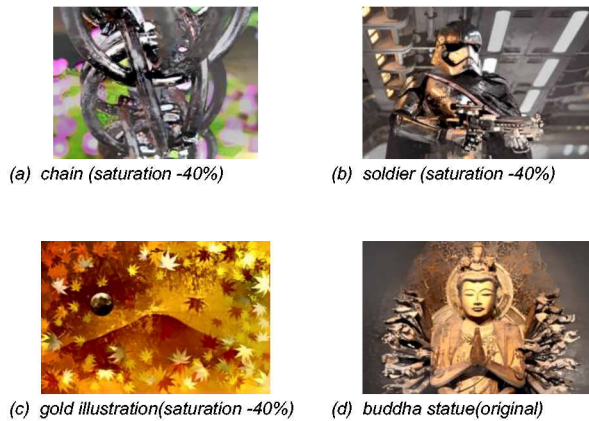 (a) chain (saturation -40%)
(b) soldier (saturation -40%)
(c) gold illustration(saturation -40%)
(d) buddha statue(original)